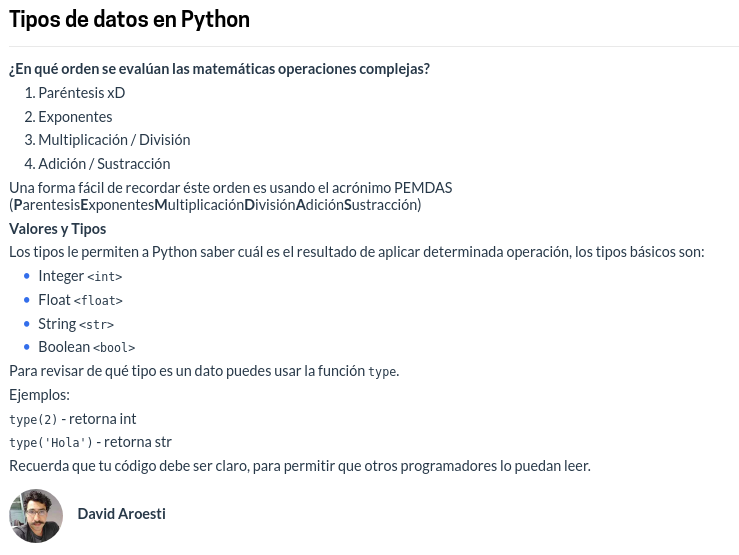 Tipos de datos en Python
¿En qué orden se evalúan las matemáticas operaciones complejas?
1. Paréntesis xD
2. Exponentes
3. Multiplicación / División
4. Adición / Sustracción
Una forma fácil de recordar éste orden es usando el acrónimo PEMDAS
(ParentesisExponentesMultiplicaciónDivisiónAdiciónSustracción)
Valores y Tipos
Los tipos le permiten a Python saber cuál es el resultado de aplicar determinada operación, los tipos básicos son:
• Integer <int>
• Float <float>
• String <str>
• Boolean <bool>
Para revisar de qué tipo es un dato puedes usar la función type.
Ejemplos:
type(2) - retorna int
type('Hola') - retorna str
Recuerda que tu código debe ser claro, para permitir que otros programadores lo puedan leer.
David Aroesti